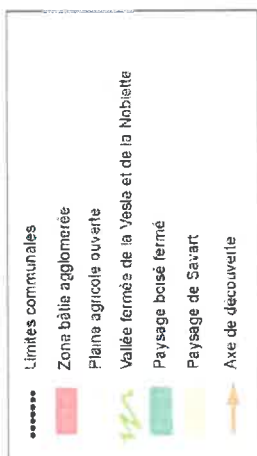 Limites communales
Zone bâtie agglomérée
Plaine agricole ouverte
Vallée fermée de la Vesle et de la Noblette
Paysage boisé fermé
Paysage de Savart
Axe de découverte